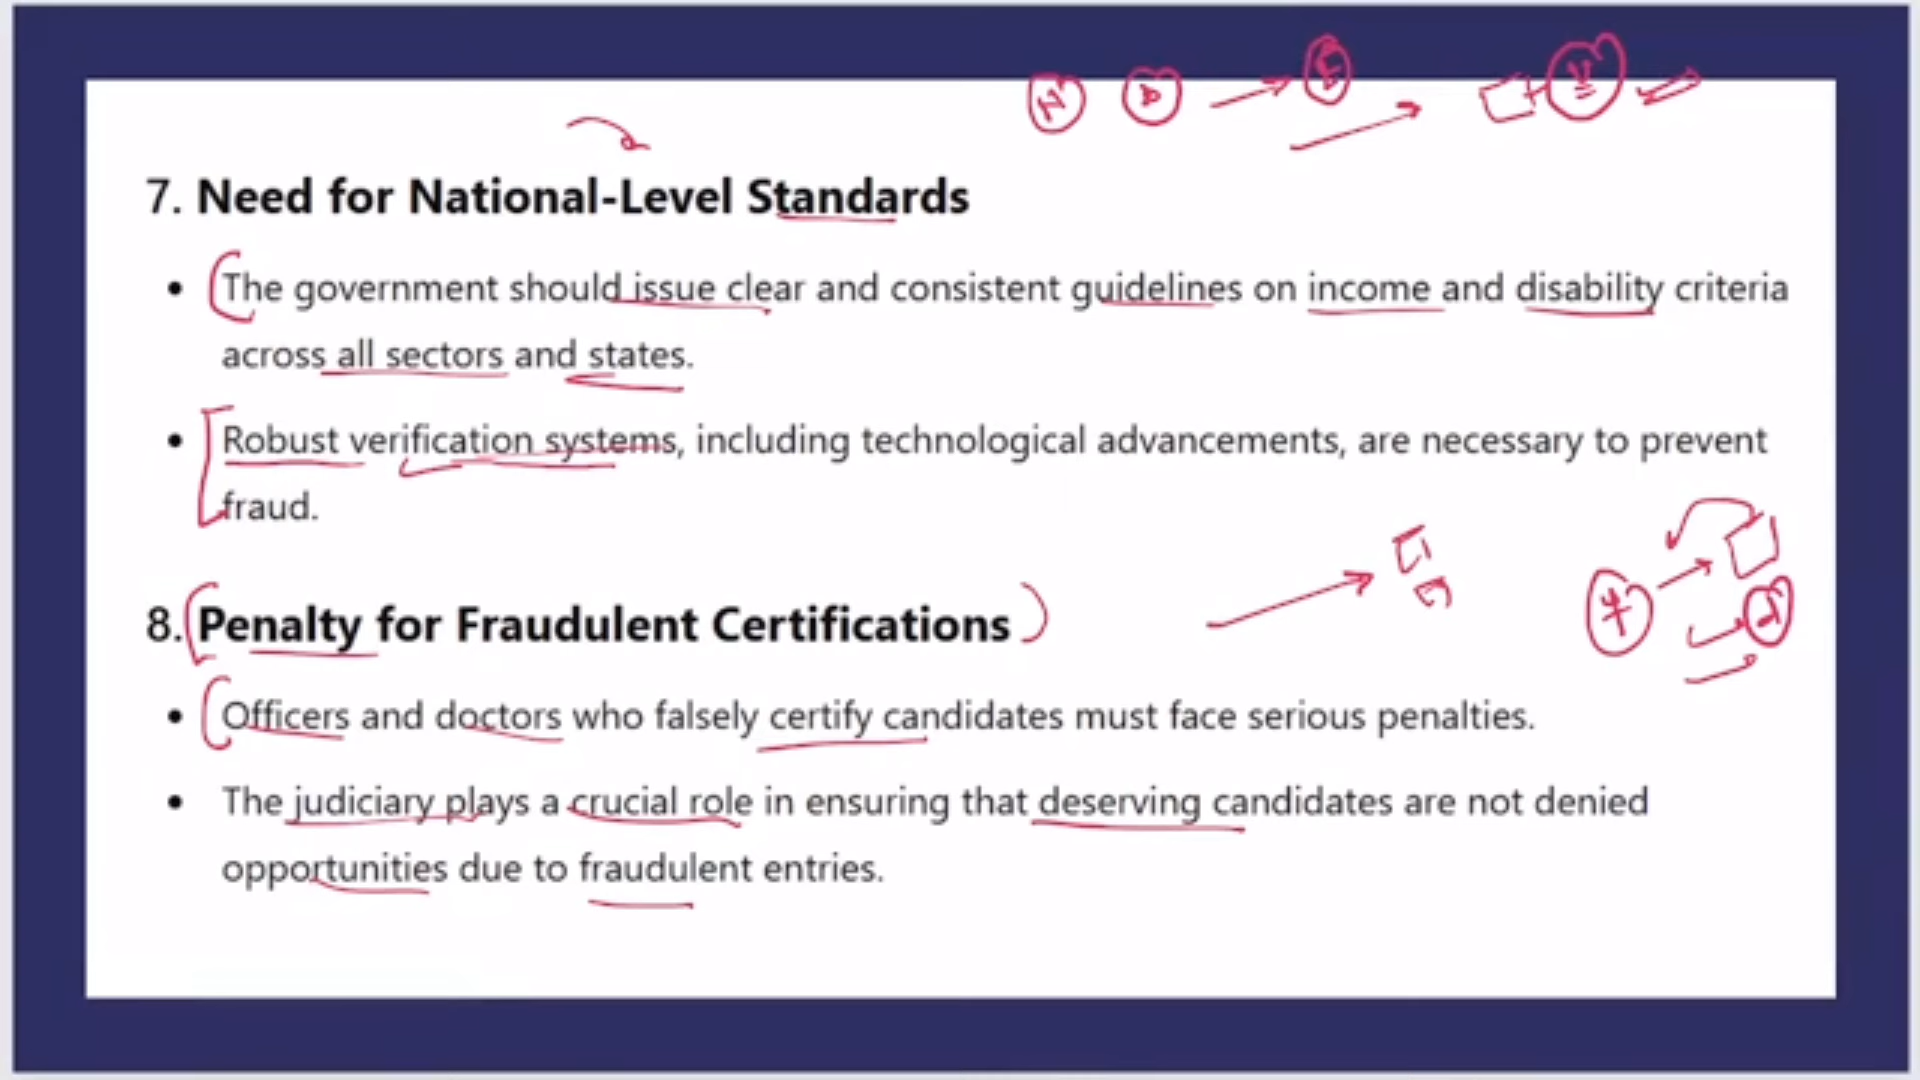 7. Need for National-Level Standards
• The government should issue clear and consistent guidelines on income and disability criteria
across all sectors and states.
• Robust verification systems, including technological advancements, are necessary to prevent
fraud.
8. Penalty for Fraudulent Certifications
• Officers and doctors who falsely certify candidates must face serious penalties.
• The judiciary plays a crucial role in ensuring that deserving candidates are not denied
opportunities due to fraudulent entries.